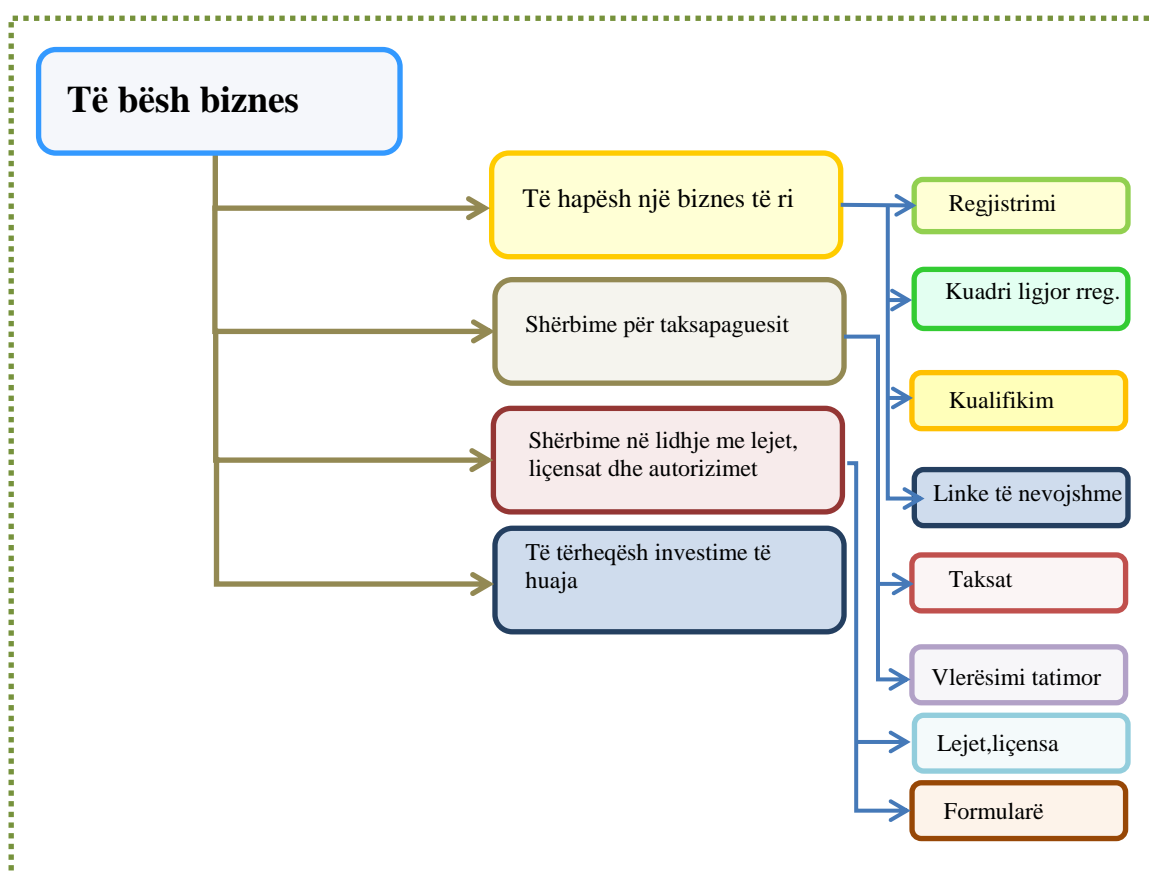 Të bësh biznes
Të hapësh një biznes të ri
Shërbime për taksapaguesit
Shërbime në lidhje me lejet,
liçensat dhe autorizimet
Të tërheqësh investime të
huaja
Regjistrimi
Kuadri ligjor rreg.
Kualifikim
Linke të nevojshme
Taksat
Vlerësimi tatimor
Lejet,liçensa
Formularë